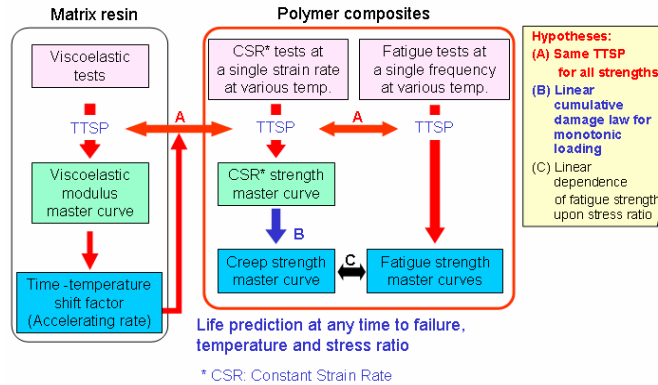 Matrix resin
Viscoelastic
tests
TTSP
Viscoelastic
modulus
master curve
Time -temperature
shift factor
(Accelerating rate)
A
Polymer composites
CSR* tests at
a single strain rate
at various temp.
Fatigue tests at
a single frequency
at various temp.
TTSP
A
TTSP
CSR* strength
master curve
B
Creep strength
master curve
C
Fatigue strength
master curves
Life prediction at any time to failure,
temperature and stress ratio
* CSR: Constant Strain Rate
Hypotheses:
(A) Same TTSP
for all strengths
(B) Linear
cumulative
damage law for
monotonic
loading
(C) Linear
dependence
of fatigue strength
upon stress ratio